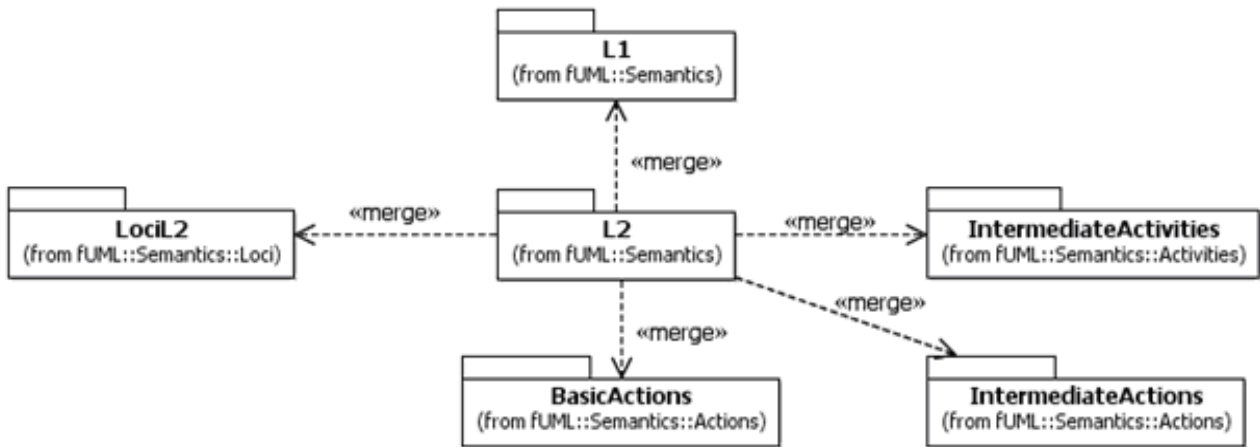 L1
(from fUML::Semantics)
«merge»
LociL2
(from fUML::Semantics::Loci)
«merge»
L2
(from fUML::Semantics)
«merge»
IntermediateActivities
(from fUML::Semantics::Activities)
«merge»
«merge»
BasicActions
(from fUML::Semantics::Actions)
IntermediateActions
(from fUML::Semantics::Actions)